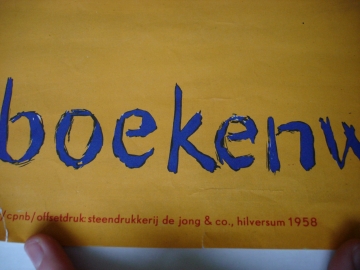 boekenw
/cpnb/offsetdruk steendrukkerij de jong & co., hilversum 1958